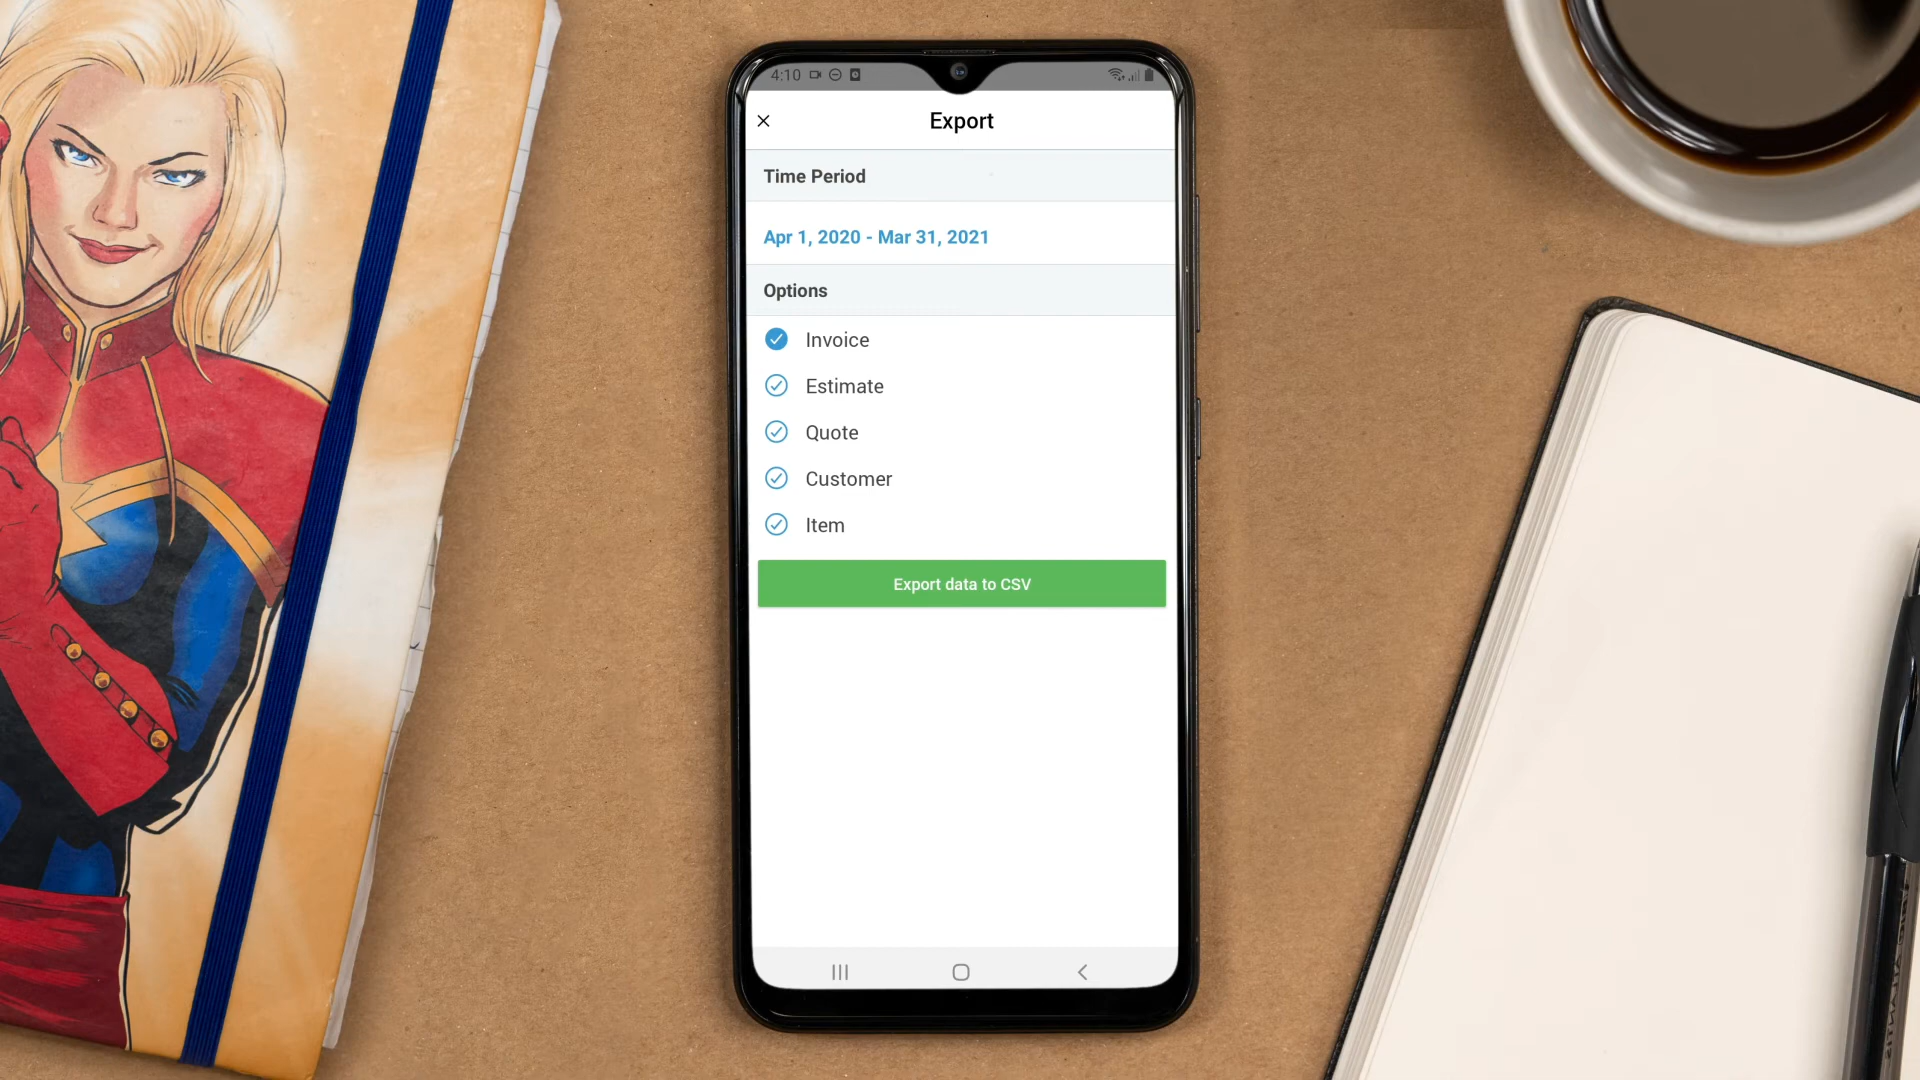 4:10
Export
Time Period
Apr 1, 2020 - Mar 31, 2021
Options
Invoice
Estimate
Quote
Customer
Item
Export data to CSV